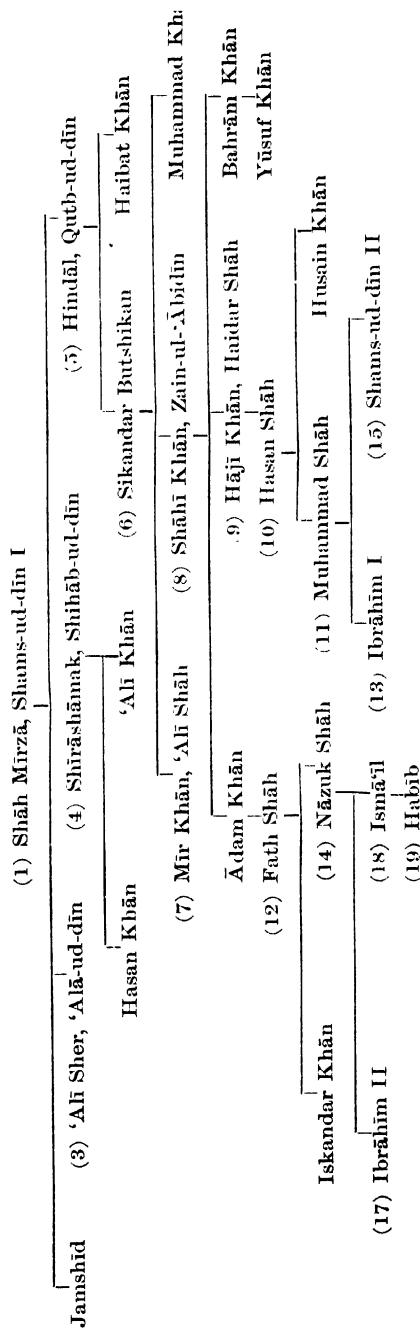 (1) Shāh Mīrzā, Shams-ud-dīn I
Jamshīd (3) ‘Alī Sher, ‘Alā-ud-dīn (4) Shīrāshāmak, Shihāb-ud-dīn (5) Hindāl, Qutb-ud-dīn
Hasan Khān ‘Alī Khān (6) Sikandar Butshikan Haibat Khān
(7) Mīr Khān, ‘Alī Shāh (8) Shāhī Khān, Zain-ul-‘Ābidīn Muhammad Kh
Ādam Khān 9) Hājī Khān, Haidar Shāh Bahrām Khān
(12) Fath Shāh (10) Hasan Shāh Yūsuf Khān
Iskandar Khān (14) Nāzuk Shāh (11) Muhammad Shāh Husain Khān
(17) Ibrāhīm II (18) Ismā‘īl (13) Ibrāhīm I (15) Shams-ud-dīn II
(19) Habīb